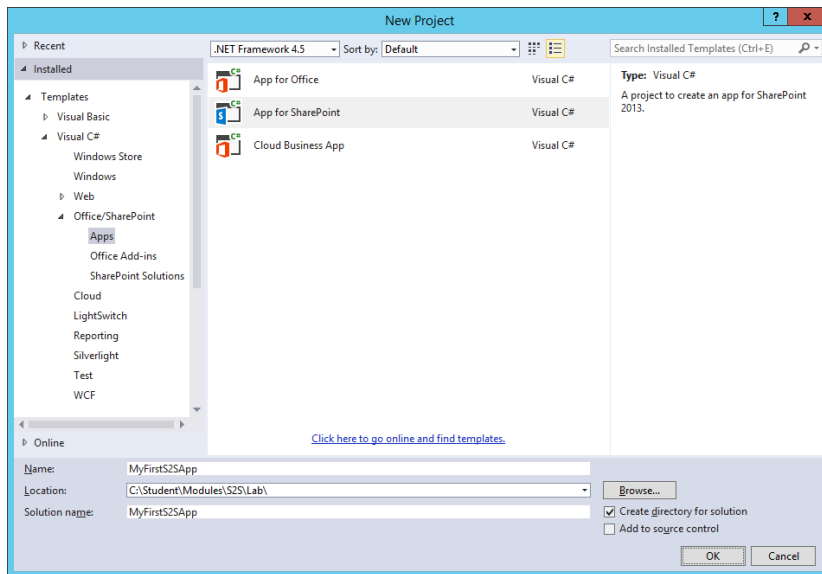 New Project
? x
Recent
.NET Framework 4.5 Sort by: Default
Search Installed Templates (Ctrl+E)
Installed
Templates
Visual Basic
Visual C#
Windows Store
Windows
Web
Office/SharePoint
Apps
Office Add-ins
SharePoint Solutions
Cloud
LightSwitch
Reporting
Silverlight
Test
WCF
Online
C# App for Office Visual C#
C# App for SharePoint Visual C#
C# Cloud Business App Visual C#
Click here to go online and find templates.
Type: Visual C#
A project to create an app for SharePoint
2013.
Name: MyFirstS2SApp
Location: C:\Student\Modules\S2S\Lab\ Browse...
Solution name: MyFirstS2SApp
Create directory for solution
Add to source control
OK Cancel